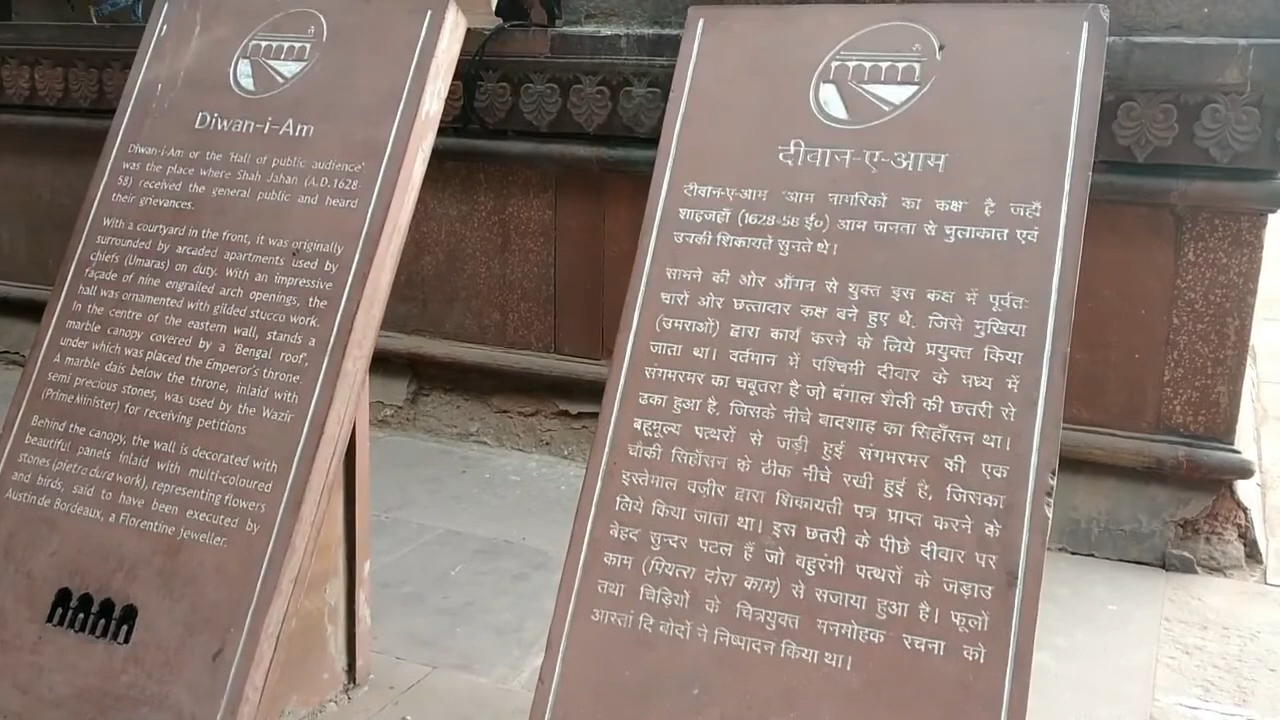 Diwan-i-Am
Diwan-i-Am or the 'Hall of public audience'
was the place where Shah Jahan (A.D.1628-
58) received the general public and heard
their grievances.
With a courtyard in the front, it was originally
surrounded by arcaded apartments used by
chiefs (Umaras) on duty. With an impressive
façade of nine engrailed arch openings, the
hall was ornamented with gilded stucco work.
In the centre of the eastern wall, stands a
marble canopy covered by a 'Bengal roof',
under which was placed the Emperor's throne.
A marble dais below the throne, inlaid with
semi precious stones, was used by the Wazir
(Prime Minister) for receiving petitions
Behind the canopy, the wall is decorated with
beautiful panels inlaid with multi-coloured
stones (pietra dura work), representing flowers
and birds, said to have been executed by
Austin de Bordeaux, a Florentine jeweller.
दीवान-ए-आम
दीवान-ए-आम 'आम नागरिकों का कक्ष' है जहाँ
शाहजहाँ (1628-58 ई०) आम जनता से मुलाकात एवं
उनकी शिकायतें सुनते थे।
सामने की ओर आँगन से युक्त इस कक्ष में पूर्वतः
चारों ओर छत्तादार कक्ष बने हुए थे, जिसे मुखिया
(उमराओं) द्वारा कार्य करने के लिये प्रयुक्त किया
जाता था। वर्तमान में पश्चिमी दीवार के मध्य में
संगमरमर का चबूतरा है जो बंगाल शैली की छतरी से
ढका हुआ है, जिसके नीचे बादशाह का सिहाँसन था।
बहूमूल्य पत्थरों से जड़ी हुई संगमरमर की एक
चौकी सिहाँसन के ठीक नीचे रखी हुई है, जिसका
इस्तेमाल वज़ीर द्वारा शिकायती पत्र प्राप्त करने के
लिये किया जाता था। इस छतरी के पीछे दीवार पर
बेहद सुन्दर पटल हैं जो बहुरंगी पत्थरों के जड़ाउ
काम (पियत्रा दोरा काम) से सजाया हुआ है। फूलों
तथा चिड़ियों के चित्रयुक्त मनमोहक रचना को
आस्तां दि बोर्दो ने निष्पादन किया था।